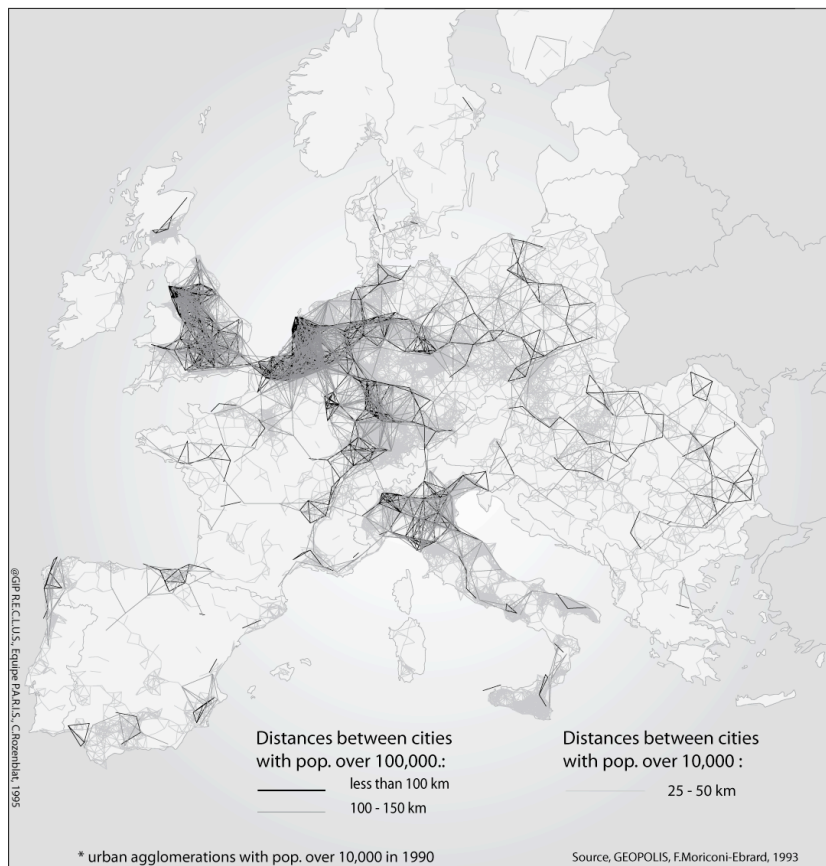 @GIP R.E.C.L.U.S., Equipe P.A.R.I.S., C.Rozenblat, 1995
Distances between cities
with pop. over 100,000.:
less than 100 km
100 - 150 km
Distances between cities
with pop. over 10,000 :
25 - 50 km
* urban agglomerations with pop. over 10,000 in 1990
Source, GEOPOLIS, F.Moriconi-Ebrard, 1993